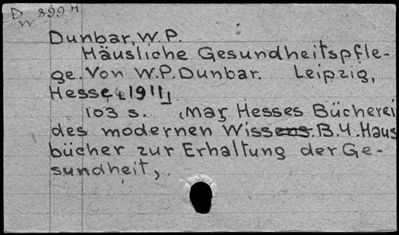 D 899 H
W
Dunbar, W.P.
Häusliche Gesundheitspfle-
ge. Von W.P. Dunbar. Leipzig,
Hesse [1911]
103 s. (Max Hesses Bücherei
des modernen Wissens. B.4. Haus
bücher zur Erhaltung der Ge-
sundheit,.